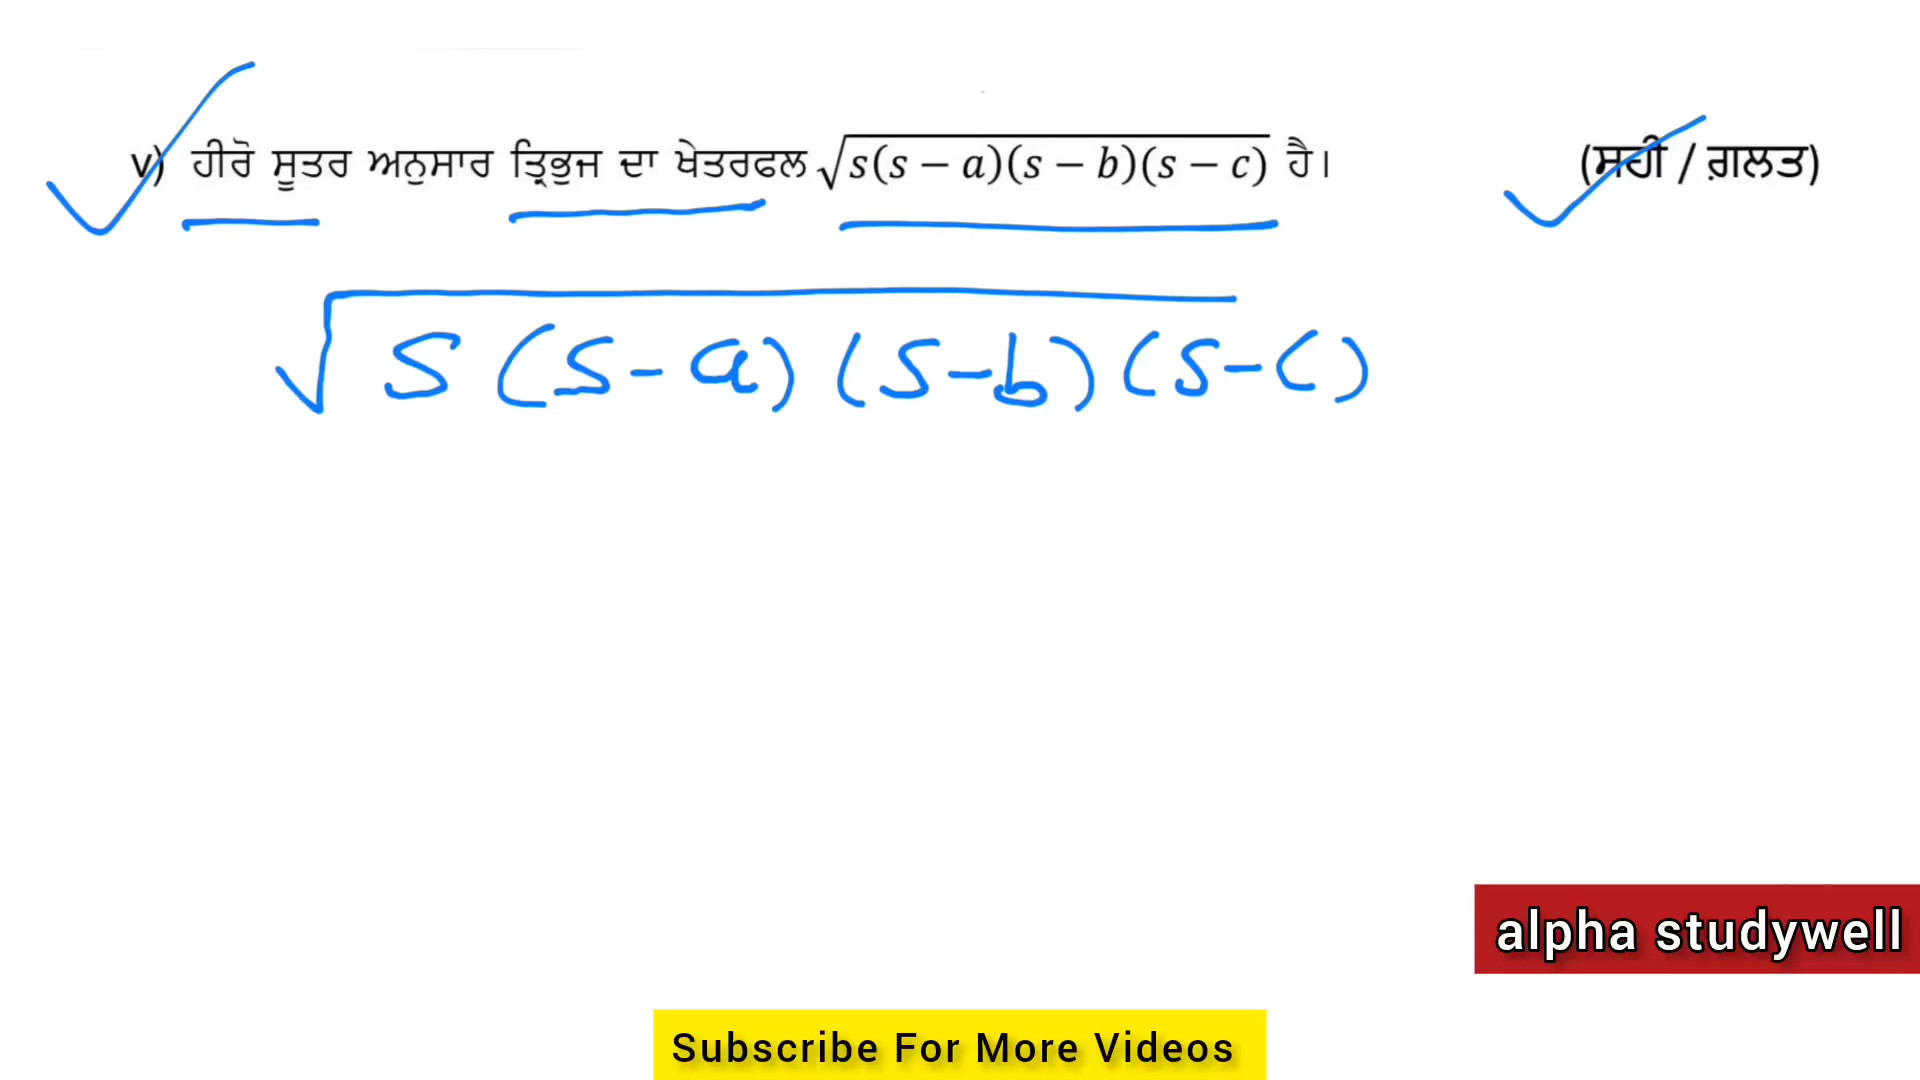 v) ਹੀਰੋ ਸੂਤਰ ਅਨੁਸਾਰ ਤ੍ਰਿਭੁਜ ਦਾ ਖੇਤਰਫਲ √s(s − a)(s − b)(s − c) ਹੈ। (ਸਹੀ / ਗ਼ਲਤ)
√S(S-a)(S-b)(S-c)
alpha studywell
Subscribe For More Videos